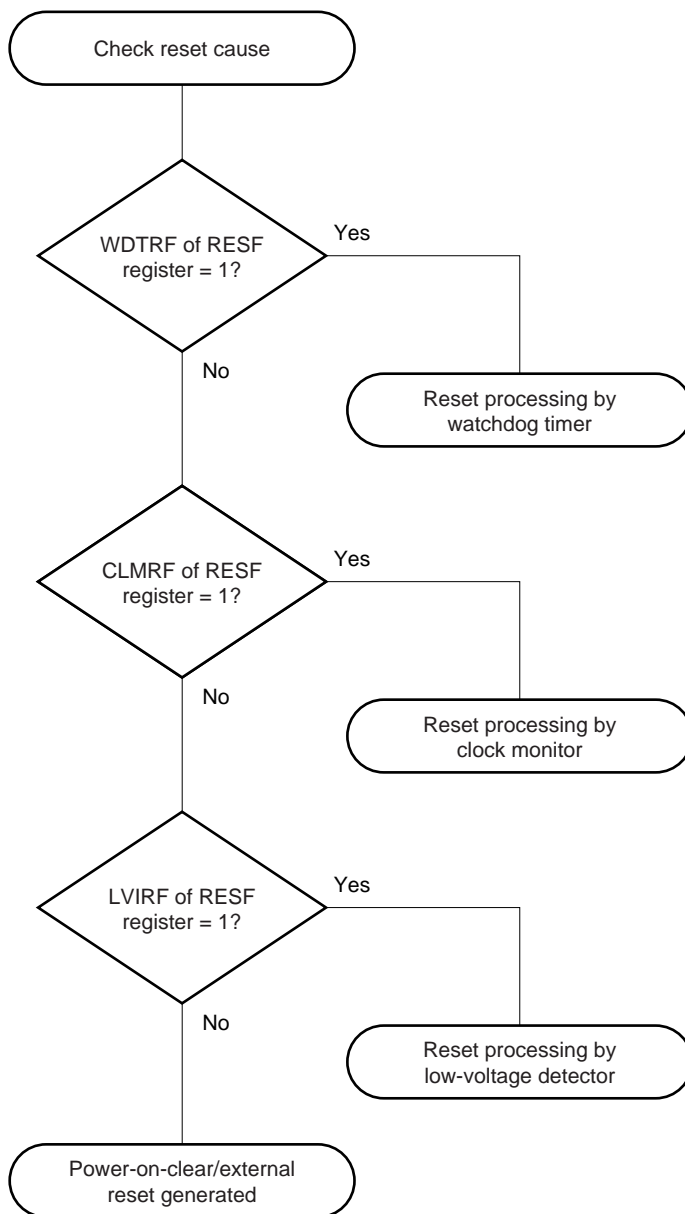 Check reset cause
WDTRF of RESF
register = 1?
Yes
No
Reset processing by
watchdog timer
CLMRF of RESF
register = 1?
Yes
No
Reset processing by
clock monitor
LVIRF of RESF
register = 1?
Yes
No
Reset processing by
low-voltage detector
Power-on-clear/external
reset generated